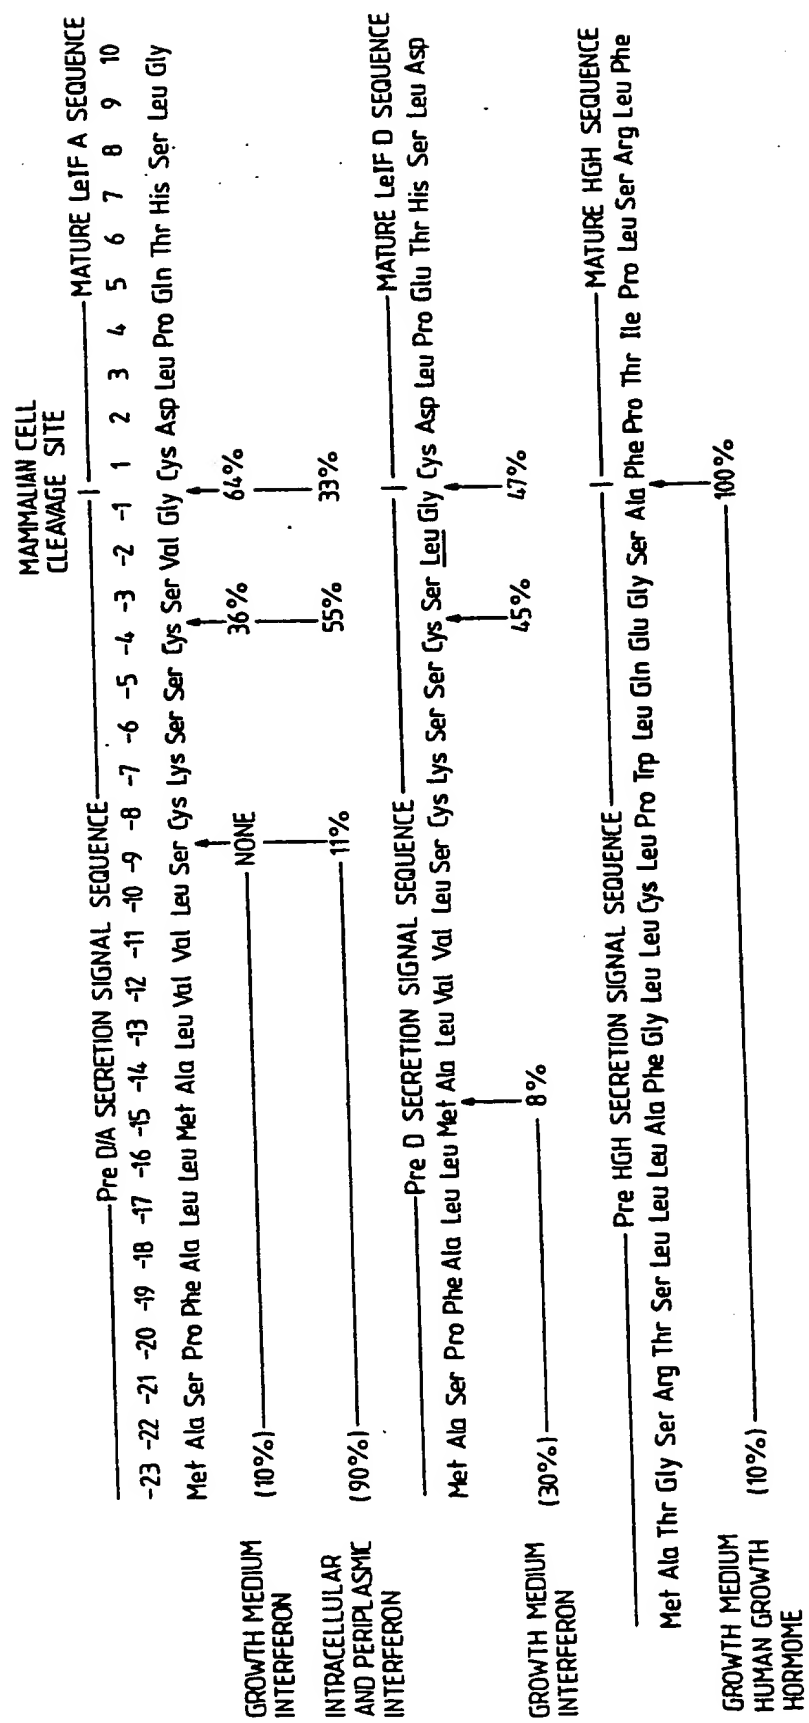 MAMMALIAN CELL
CLEAVAGE SITE
Pre D/A SECRETION SIGNAL SEQUENCE MATURE LeIF A SEQUENCE
-23 -22 -21 -20 -19 -18 -17 -16 -15 -14 -13 -12 -11 -10 -9 -8 -7 -6 -5 -4 -3 -2 -1 1 2 3 4 5 6 7 8 9 10
Met Ala Ser Pro Phe Ala Leu Leu Met Ala Leu Val Val Leu Ser Cys Lys Ser Ser Cys Ser Val Gly Cys Asp Leu Pro Gln Thr His Ser Leu Gly
GROWTH MEDIUM
INTERFERON
(10%) NONE 36% 64%
INTRACELLULAR
AND PERIPLASMIC
INTERFERON
(90%) 11% 55% 33%
Pre D SECRETION SIGNAL SEQUENCE MATURE LeIF D SEQUENCE
Met Ala Ser Pro Phe Ala Leu Leu Met Ala Leu Val Val Leu Ser Cys Lys Ser Ser Cys Ser Leu Gly Cys Asp Leu Pro Glu Thr His Ser Leu Asp
GROWTH MEDIUM
INTERFERON
(30%) 8% 45% 47%
Pre HGH SECRETION SIGNAL SEQUENCE MATURE HGH SEQUENCE
Met Ala Thr Gly Ser Arg Thr Ser Leu Leu Leu Ala Phe Gly Leu Leu Cys Leu Pro Trp Leu Gln Glu Gly Ser Ala Phe Pro Thr Ile Pro Leu Ser Arg Leu Phe
GROWTH MEDIUM
HUMAN GROWTH
HORMOME
(10%) 100%